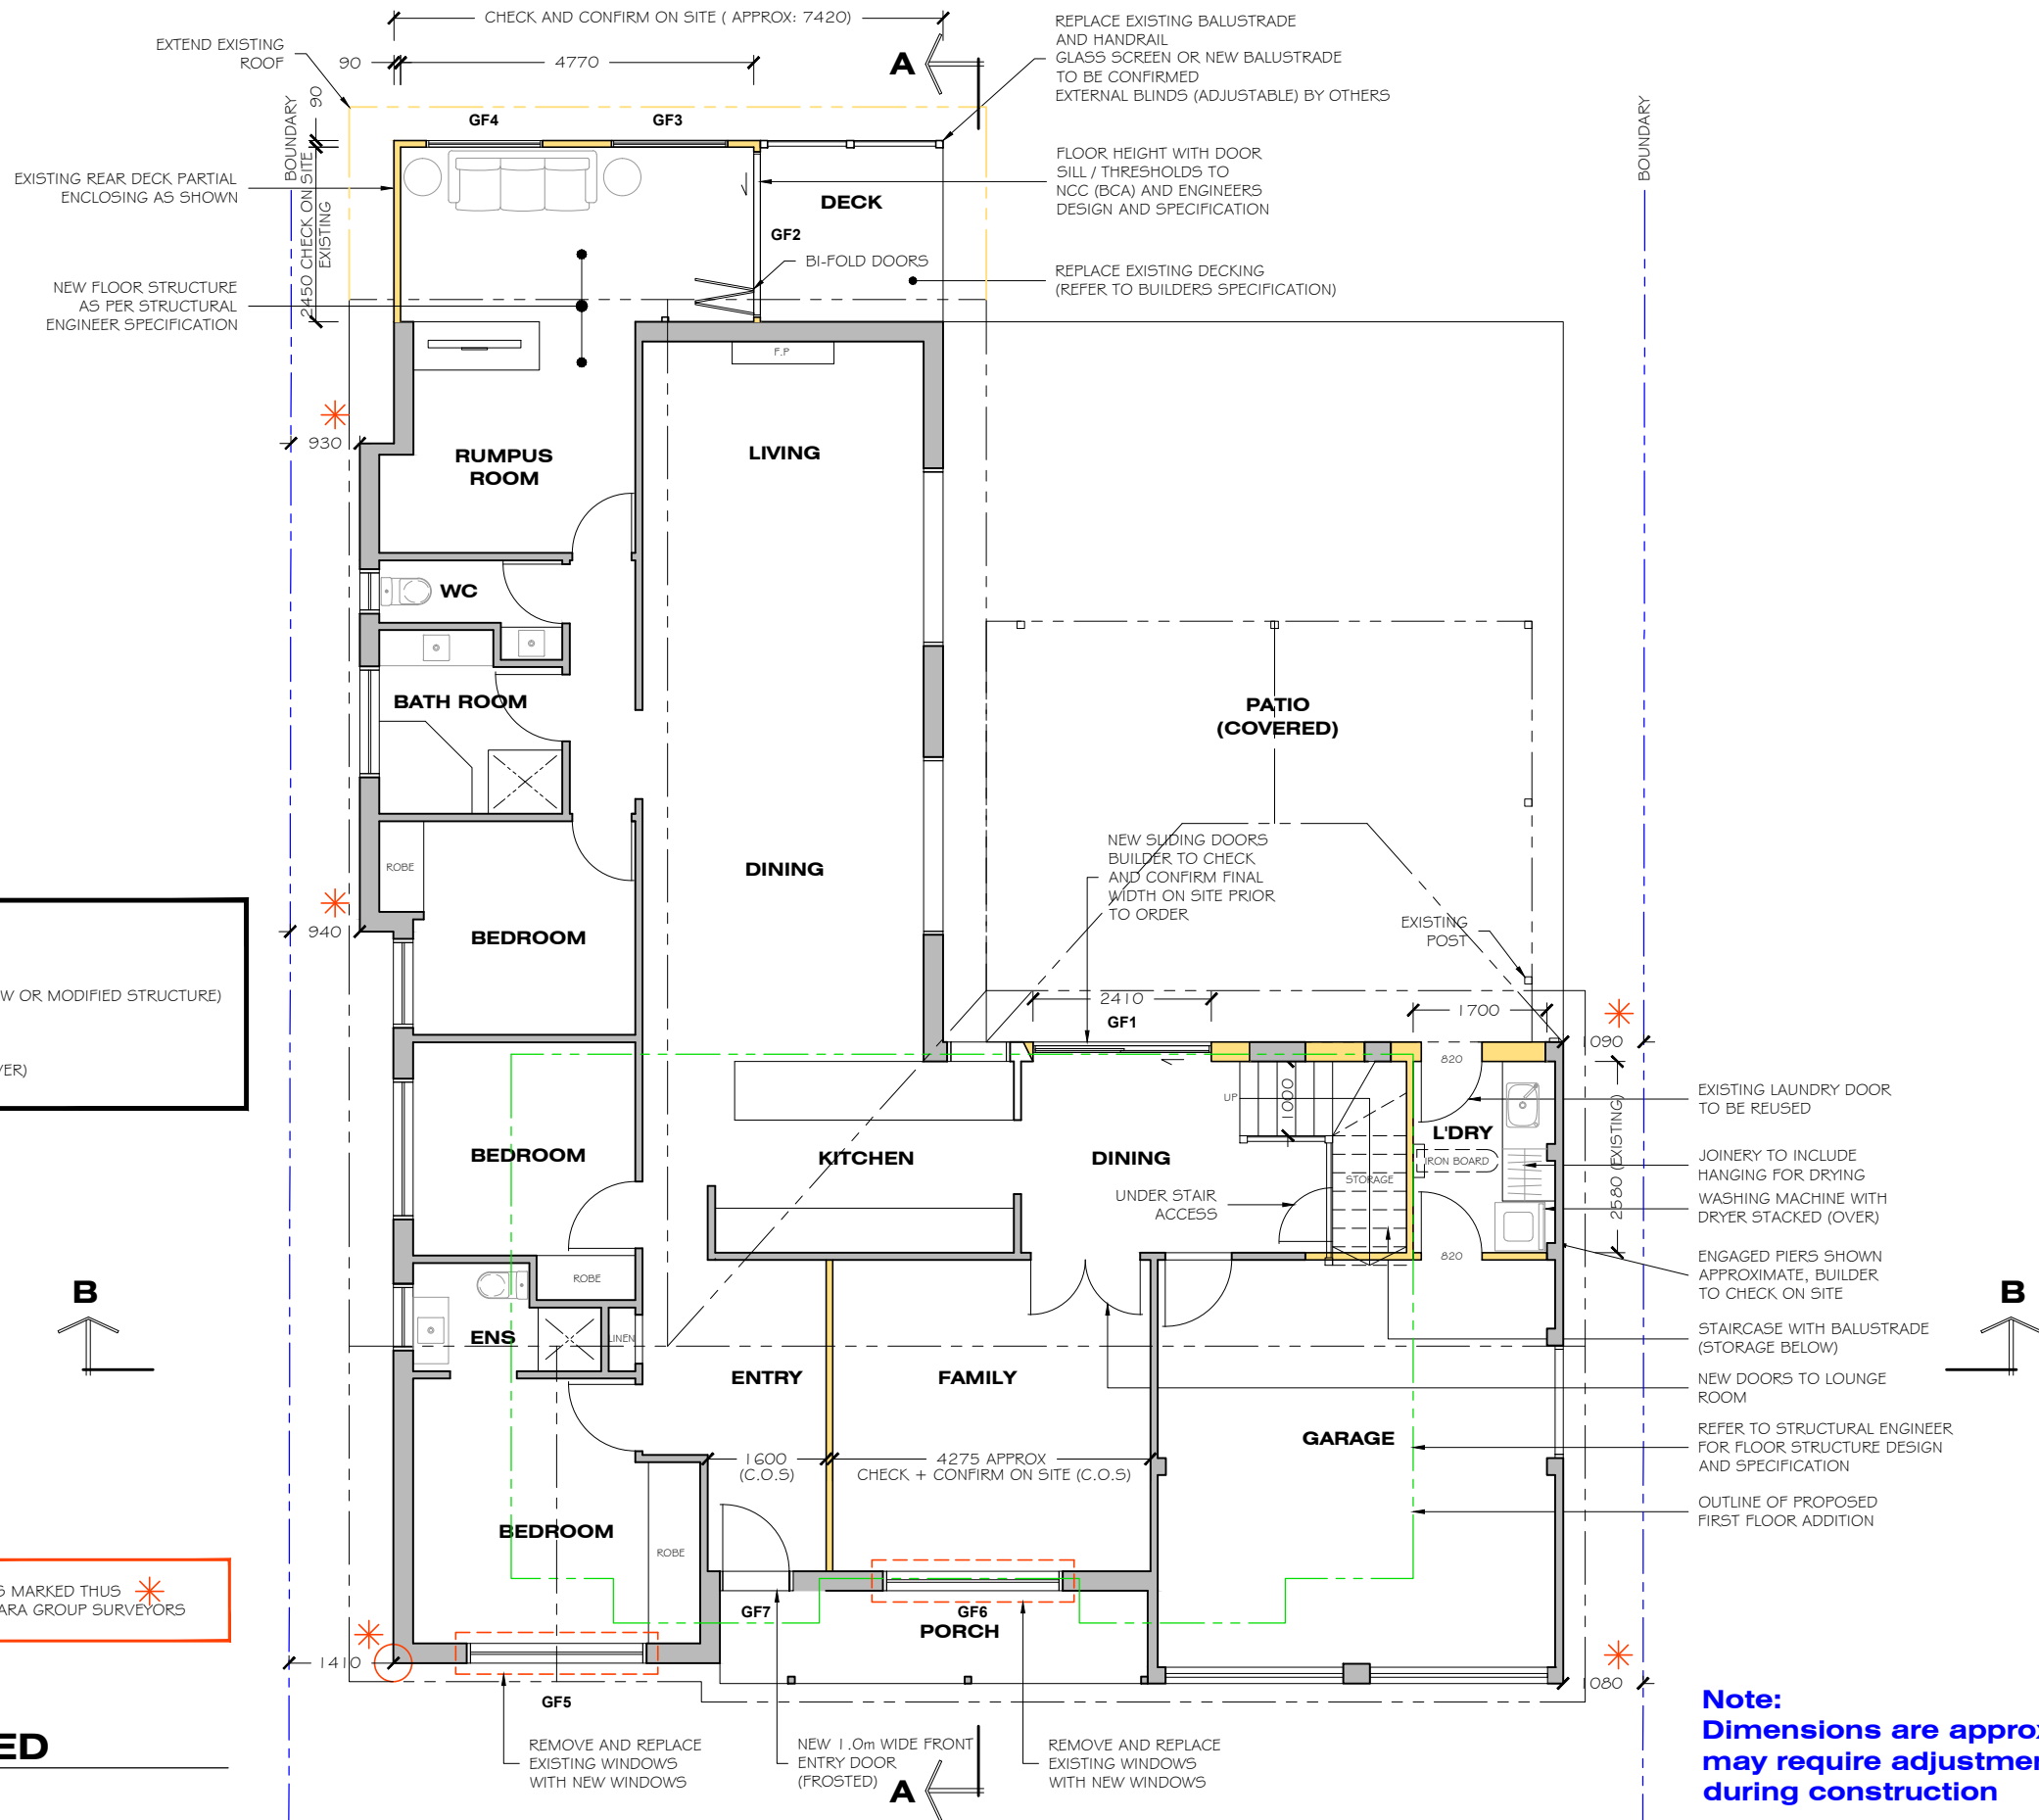 CHECK AND CONFIRM ON SITE ( APPROX: 7420)
EXTEND EXISTING
ROOF
90
4770
A
REPLACE EXISTING BALUSTRADE
AND HANDRAIL
GLASS SCREEN OR NEW BALUSTRADE
TO BE CONFIRMED
EXTERNAL BLINDS (ADJUSTABLE) BY OTHERS
BOUNDARY
90
GF4
GF3
BOUNDARY
2450 CHECK ON SITE
EXISTING
EXISTING REAR DECK PARTIAL
ENCLOSING AS SHOWN
FLOOR HEIGHT WITH DOOR
SILL / THRESHOLDS TO
NCC (BCA) AND ENGINEERS
DESIGN AND SPECIFICATION
DECK
GF2
BI-FOLD DOORS
REPLACE EXISTING DECKING
(REFER TO BUILDERS SPECIFICATION)
NEW FLOOR STRUCTURE
AS PER STRUCTURAL
ENGINEER SPECIFICATION
F.P
930
RUMPUS
ROOM
LIVING
WC
BATH ROOM
PATIO
(COVERED)
ROBE
DINING
NEW SLIDING DOORS
BUILDER TO CHECK
AND CONFIRM FINAL
WIDTH ON SITE PRIOR
TO ORDER
EXISTING
POST
940
BEDROOM
W OR MODIFIED STRUCTURE)
VER)
2410
GF1
1700
1090
820
UP
1000
EXISTING LAUNDRY DOOR
TO BE REUSED
L'DRY
2580 (EXISTING)
BEDROOM
KITCHEN
DINING
IRON BOARD
STORAGE
JOINERY TO INCLUDE
HANGING FOR DRYING
UNDER STAIR
ACCESS
WASHING MACHINE WITH
DRYER STACKED (OVER)
820
ENGAGED PIERS SHOWN
APPROXIMATE, BUILDER
TO CHECK ON SITE
B
B
ROBE
ENS
LINEN
STAIRCASE WITH BALUSTRADE
(STORAGE BELOW)
ENTRY
FAMILY
NEW DOORS TO LOUNGE
ROOM
GARAGE
REFER TO STRUCTURAL ENGINEER
FOR FLOOR STRUCTURE DESIGN
AND SPECIFICATION
1600
(C.O.S)
4275 APPROX
CHECK + CONFIRM ON SITE (C.O.S)
OUTLINE OF PROPOSED
FIRST FLOOR ADDITION
BEDROOM
ROBE
S MARKED THUS
ARA GROUP SURVEYORS
GF7
GF6
PORCH
1410
1080
GF5
REMOVE AND REPLACE
EXISTING WINDOWS
WITH NEW WINDOWS
NEW 1.0m WIDE FRONT
ENTRY DOOR
(FROSTED)
REMOVE AND REPLACE
EXISTING WINDOWS
WITH NEW WINDOWS
A
ED
Note:
Dimensions are approx
may require adjustmen
during construction